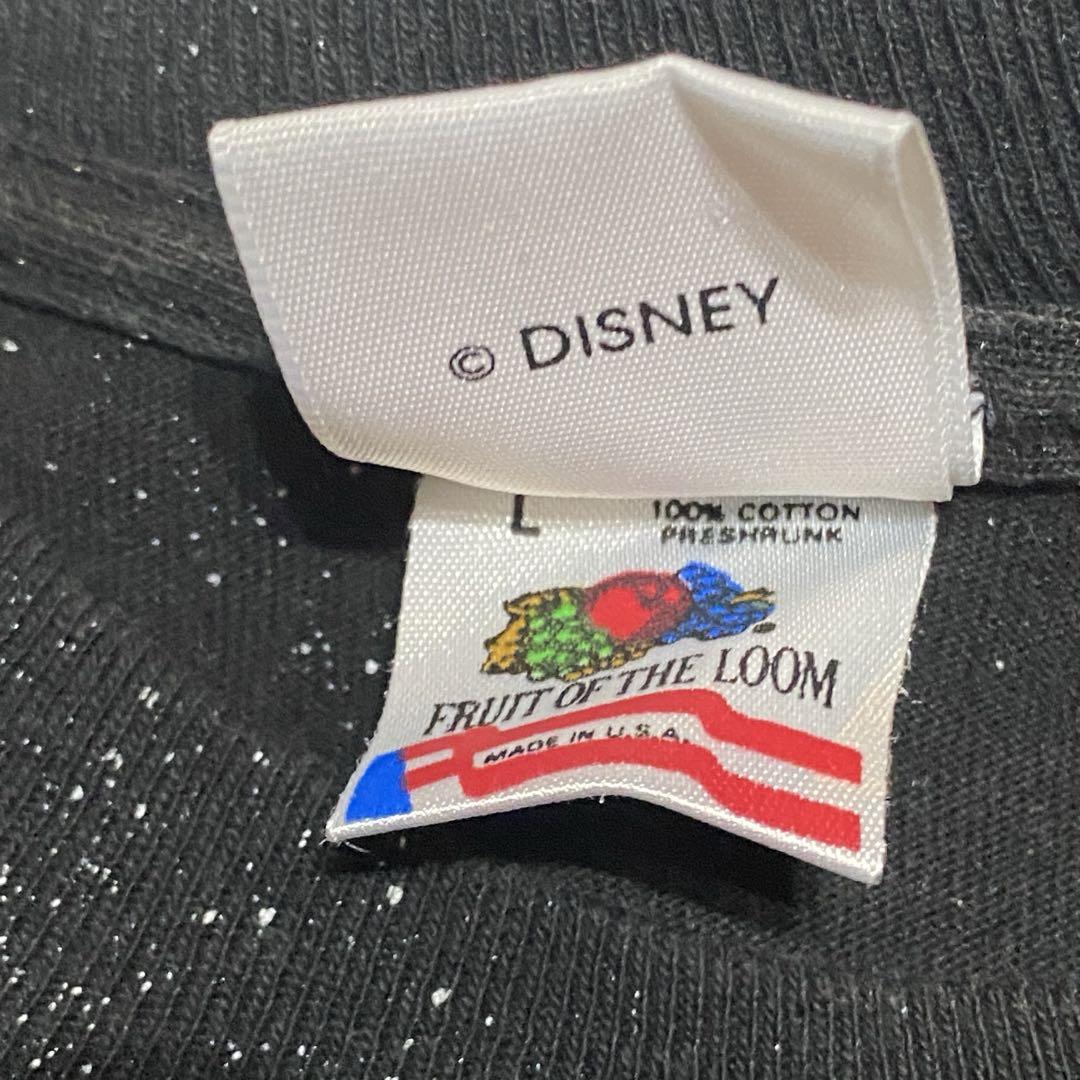 © DISNEY
L
100% COTTON
PRESHRUNK
FRUIT OF THE LOOM
MADE IN U.S.A.